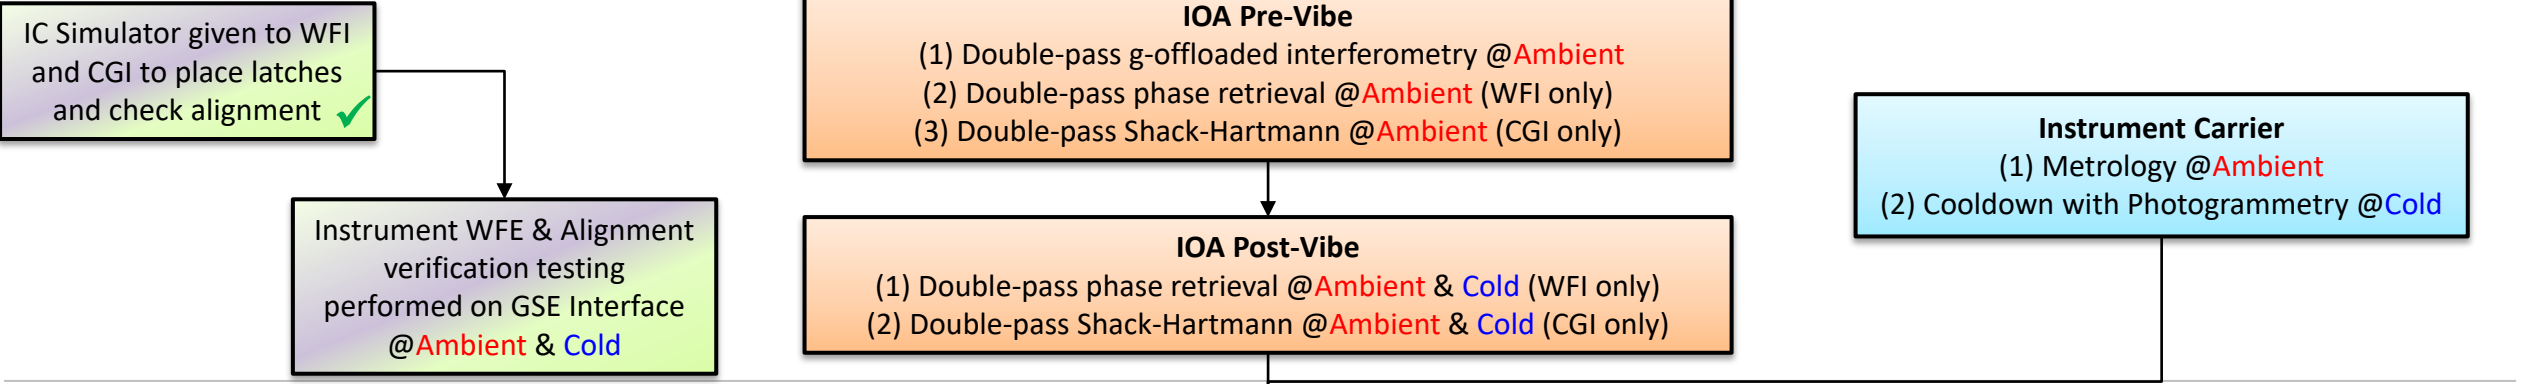 IC Simulator given to WFI
and CGI to place latches
and check alignment
Instrument WFE & Alignment
verification testing
performed on GSE Interface
@Ambient & Cold
IOA Pre-Vibe
(1) Double-pass g-offloaded interferometry @Ambient
(2) Double-pass phase retrieval @Ambient (WFI only)
(3) Double-pass Shack-Hartmann @Ambient (CGI only)
IOA Post-Vibe
(1) Double-pass phase retrieval @Ambient & Cold (WFI only)
(2) Double-pass Shack-Hartmann @Ambient & Cold (CGI only)
Instrument Carrier
(1) Metrology @Ambient
(2) Cooldown with Photogrammetry @Cold